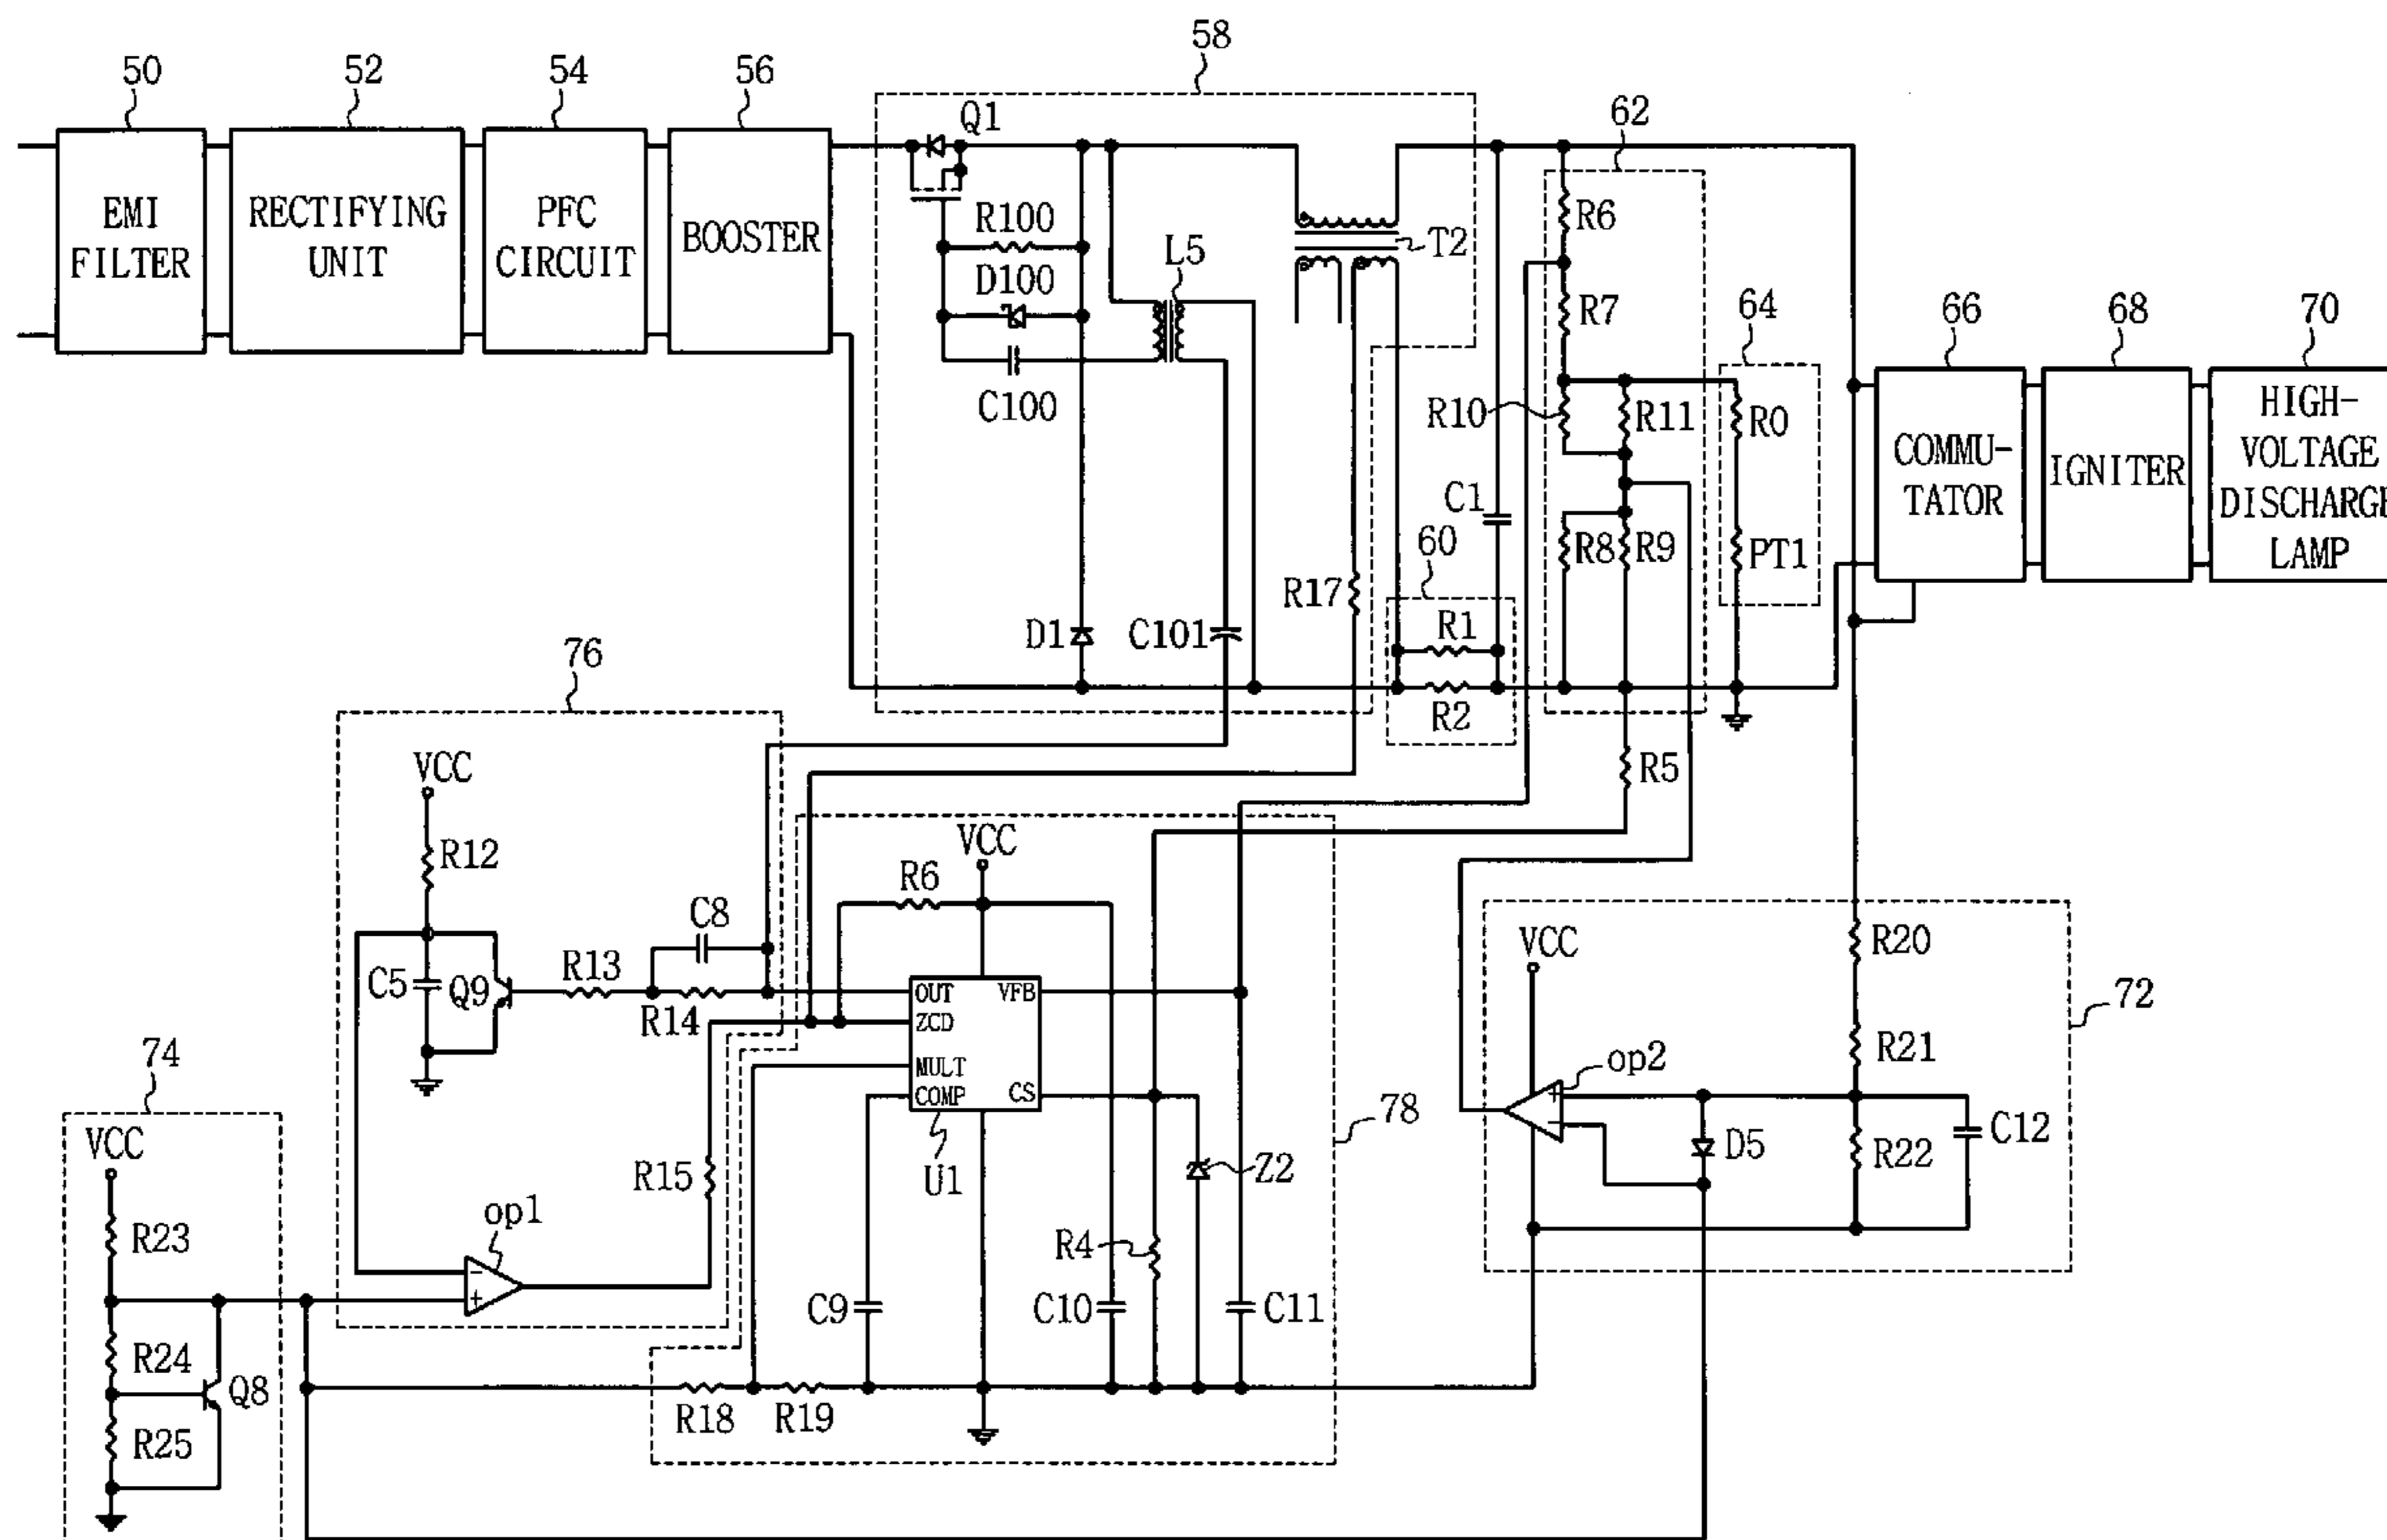 58
50
52
54
56
62
Q1
EMI
FILTER
RECTIFYING
UNIT
PFC
CIRCUIT
BOOSTER
R100
D100
C100
L5
T2
R6
R7
64
66
68
70
R10
R11
R0
COMMU-
TATOR
IGNITER
HIGH-
VOLTAGE
DISCHARGE
LAMP
C1
60
R8
R9
PT1
R17
R1
D1
C101
R2
76
R5
VCC
R12
VCC
R6
C8
C5
Q9
R13
R14
OUT
VFB
ZCD
MULT
COMP
CS
U1
VCC
R20
72
R21
op2
D5
R22
C12
74
VCC
R23
R15
op1
78
Z2
R4
C9
C10
C11
R24
Q8
R25
R18
R19